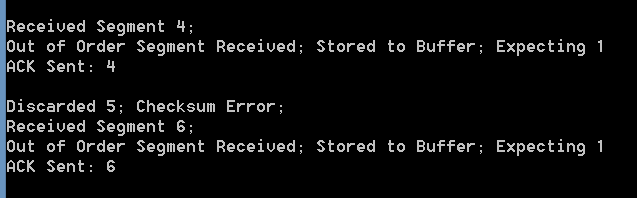 Received Segment 4;
Out of Order Segment Received; Stored to Buffer; Expecting 1
ACK Sent: 4
Discarded 5; Checksum Error;
Received Segment 6;
Out of Order Segment Received; Stored to Buffer; Expecting 1
ACK Sent: 6